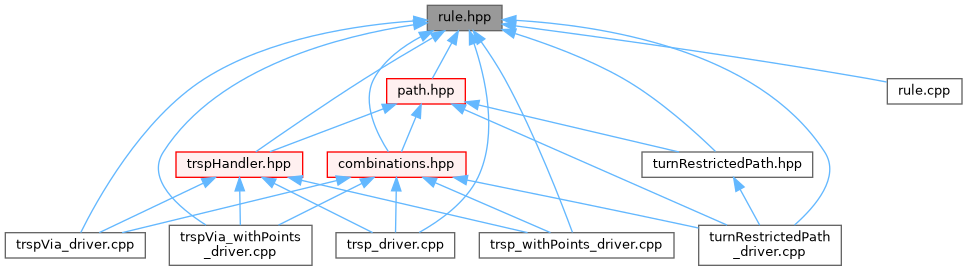 rule.hpp
path.hpp
rule.cpp
trspHandler.hpp
combinations.hpp
turnRestrictedPath.hpp
trspVia_driver.cpp
trspVia_withPoints
_driver.cpp
trsp_driver.cpp
trsp_withPoints_driver.cpp
turnRestrictedPath
_driver.cpp